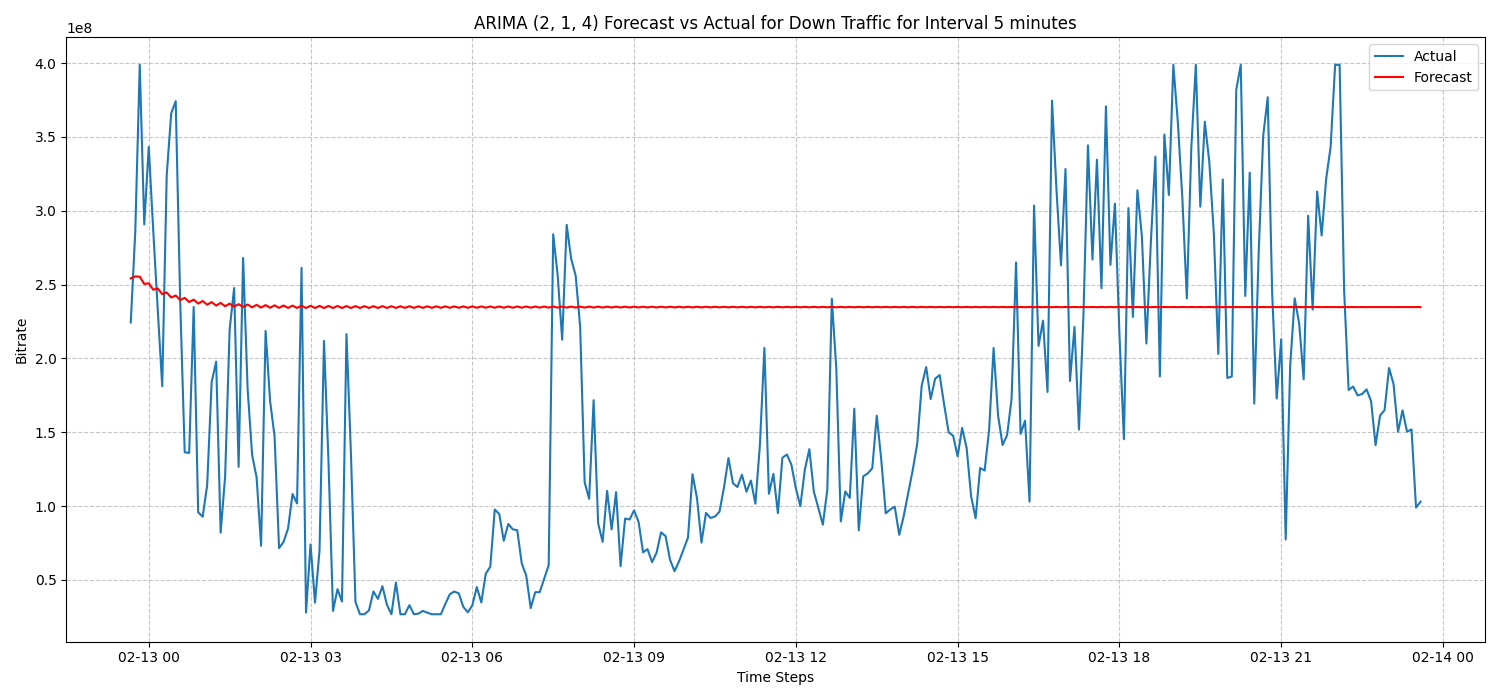 ARIMA (2, 1, 4) Forecast vs Actual for Down Traffic for Interval 5 minutes
1e8
Actual
Forecast
4.0
3.5
3.0
2.5
2.0
1.5
1.0
0.5
Bitrate
02-13 00
02-13 03
02-13 06
02-13 09
02-13 12
02-13 15
02-13 18
02-13 21
02-14 00
Time Steps